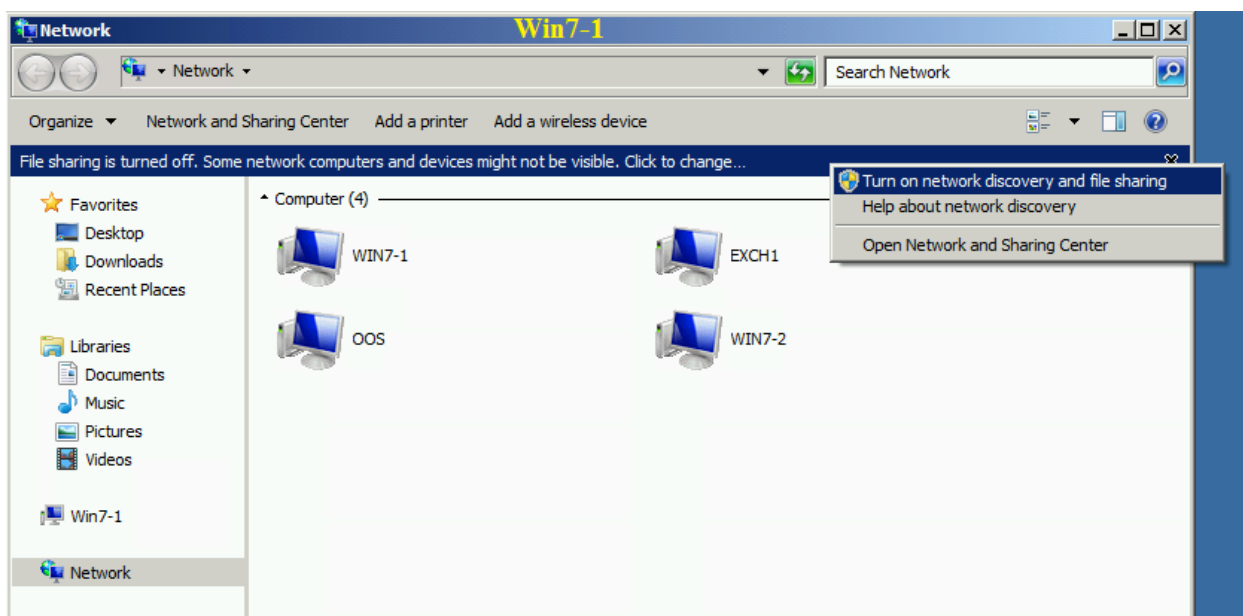 Network
Win7-1
Network
Search Network
Organize Network and Sharing Center Add a printer Add a wireless device
File sharing is turned off. Some network computers and devices might not be visible. Click to change...
Turn on network discovery and file sharing
Help about network discovery
Open Network and Sharing Center
Favorites
Desktop
Downloads
Recent Places
Libraries
Documents
Music
Pictures
Videos
Win7-1
Network
Computer (4)
WIN7-1
EXCH1
OOS
WIN7-2